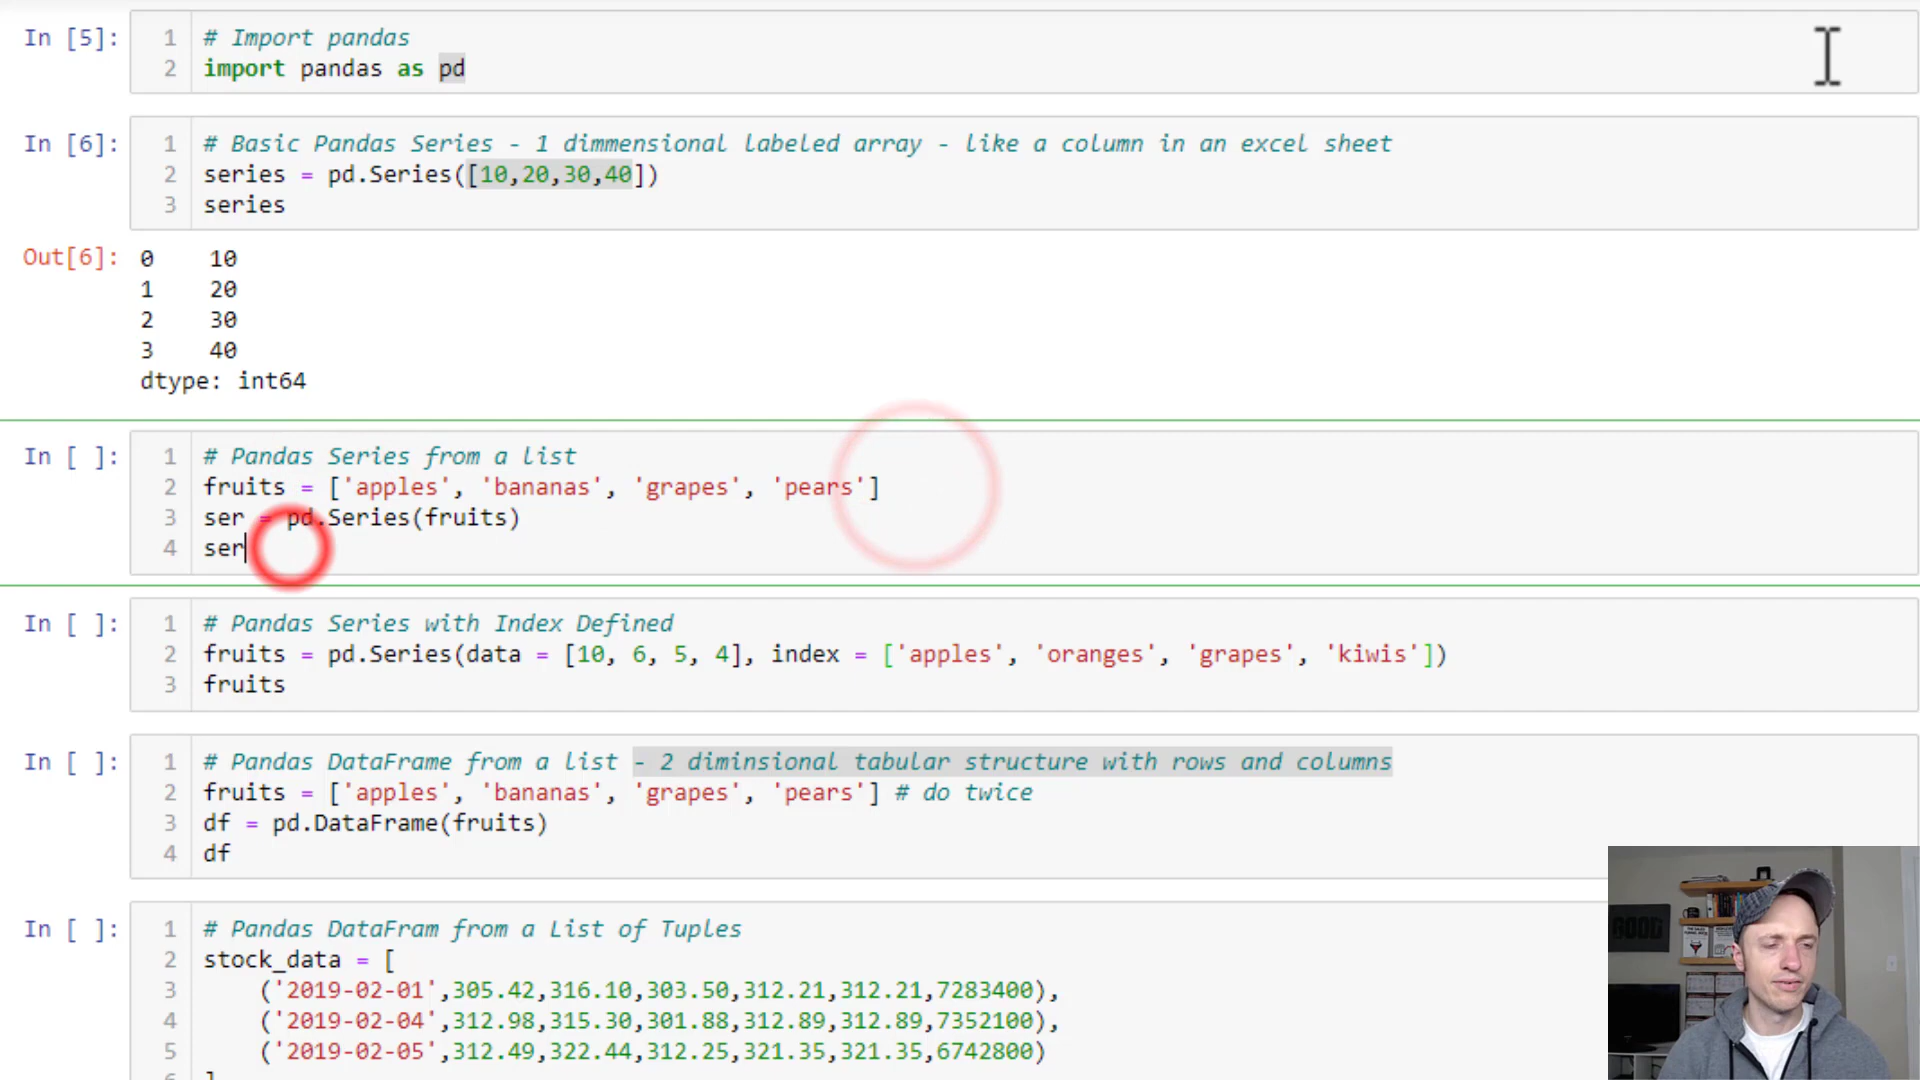 In [5]:
1 # Import pandas
2 import pandas as pd
In [6]:
1 # Basic Pandas Series - 1 dimmensional labeled array - like a column in an excel sheet
2 series = pd.Series([10,20,30,40])
3 series
Out[6]:
0 10
1 20
2 30
3 40
dtype: int64
In [ ]:
1 # Pandas Series from a list
2 fruits = ['apples', 'bananas', 'grapes', 'pears']
3 ser = pd.Series(fruits)
4 ser
In [ ]:
1 # Pandas Series with Index Defined
2 fruits = pd.Series(data = [10, 6, 5, 4], index = ['apples', 'oranges', 'grapes', 'kiwis'])
3 fruits
In [ ]:
1 # Pandas DataFrame from a list - 2 diminsional tabular structure with rows and columns
2 fruits = ['apples', 'bananas', 'grapes', 'pears'] # do twice
3 df = pd.DataFrame(fruits)
4 df
In [ ]:
1 # Pandas DataFram from a List of Tuples
2 stock_data = [
3 ('2019-02-01',305.42,316.10,303.50,312.21,312.21,7283400),
4 ('2019-02-04',312.98,315.30,301.88,312.89,312.89,7352100),
5 ('2019-02-05',312.49,322.44,312.25,321.35,321.35,6742800)
GOOD